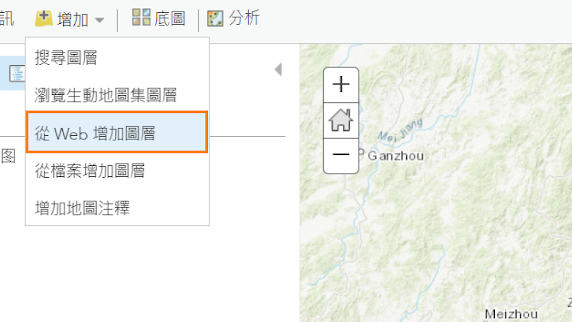 訊 增加 底圖 分析
搜尋圖層
瀏覽生動地圖集圖層
從 Web 增加圖層
從檔案增加圖層
增加地圖注釋
图
+
−
Mei Jiang
Ganzhou
Meizhou